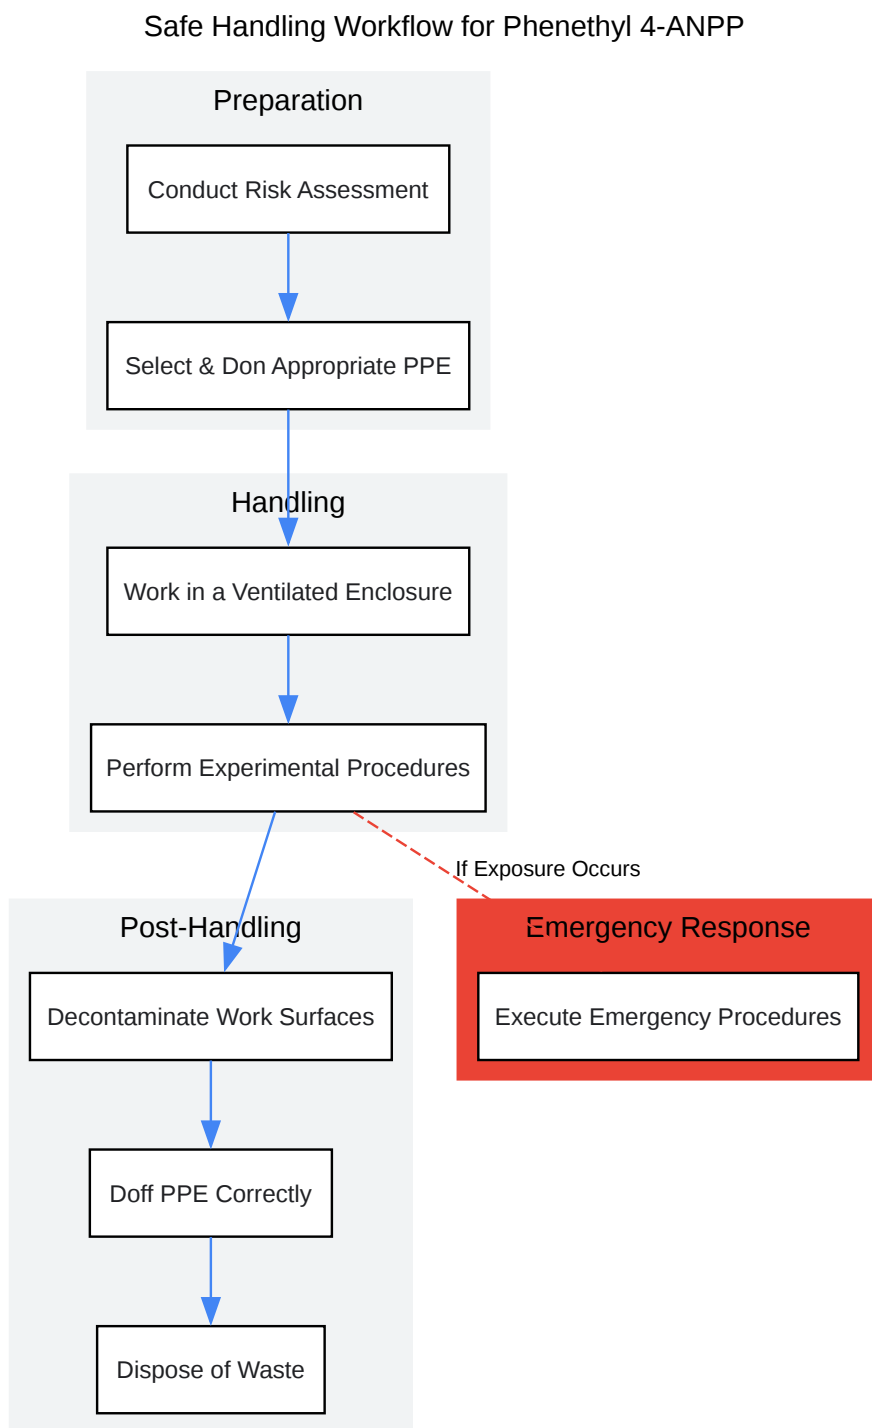 Safe Handling Workflow for Phenethyl 4-ANPP
Preparation
Conduct Risk Assessment
Select & Don Appropriate PPE
Handling
Work in a Ventilated Enclosure
Perform Experimental Procedures
If Exposure Occurs
Post-Handling
Emergency Response
Decontaminate Work Surfaces
Execute Emergency Procedures
Doff PPE Correctly
Dispose of Waste